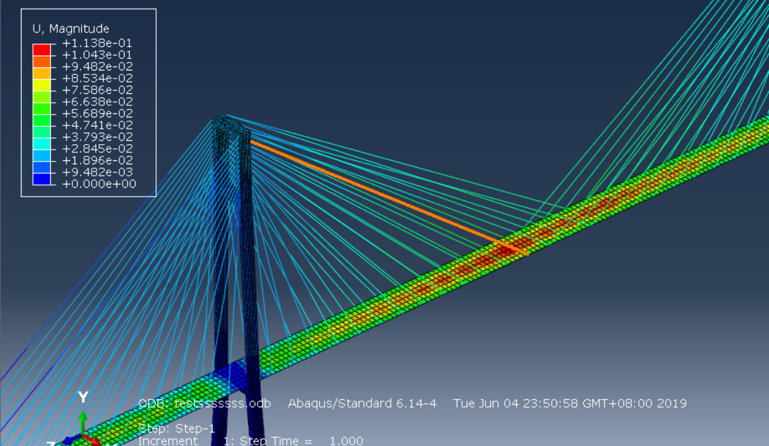 U, Magnitude
+1.138e-01
+1.043e-01
+9.482e-02
+8.534e-02
+7.586e-02
+6.638e-02
+5.689e-02
+4.741e-02
+3.793e-02
+2.845e-02
+1.896e-02
+9.482e-03
+0.000e+00
Y
ODB: testsssssss.odb Abaqus/Standard 6.14-4 Tue Jun 04 23:50:58 GMT+08:00 2019
Step: Step-1
Increment 1: Step Time = 1.000